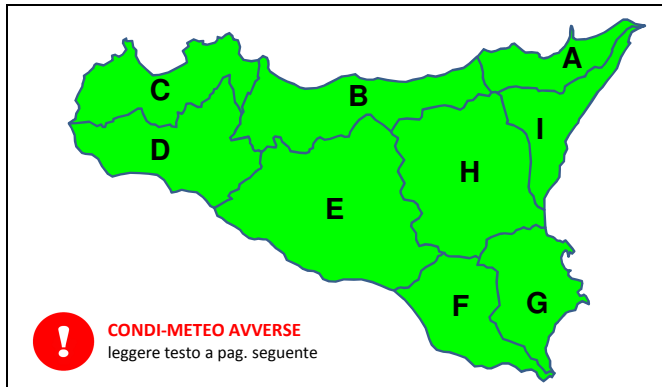 A
B
C
I
D
H
E
F
G
!
CONDI-METEO AVVERSE
leggere testo a pag. seguente